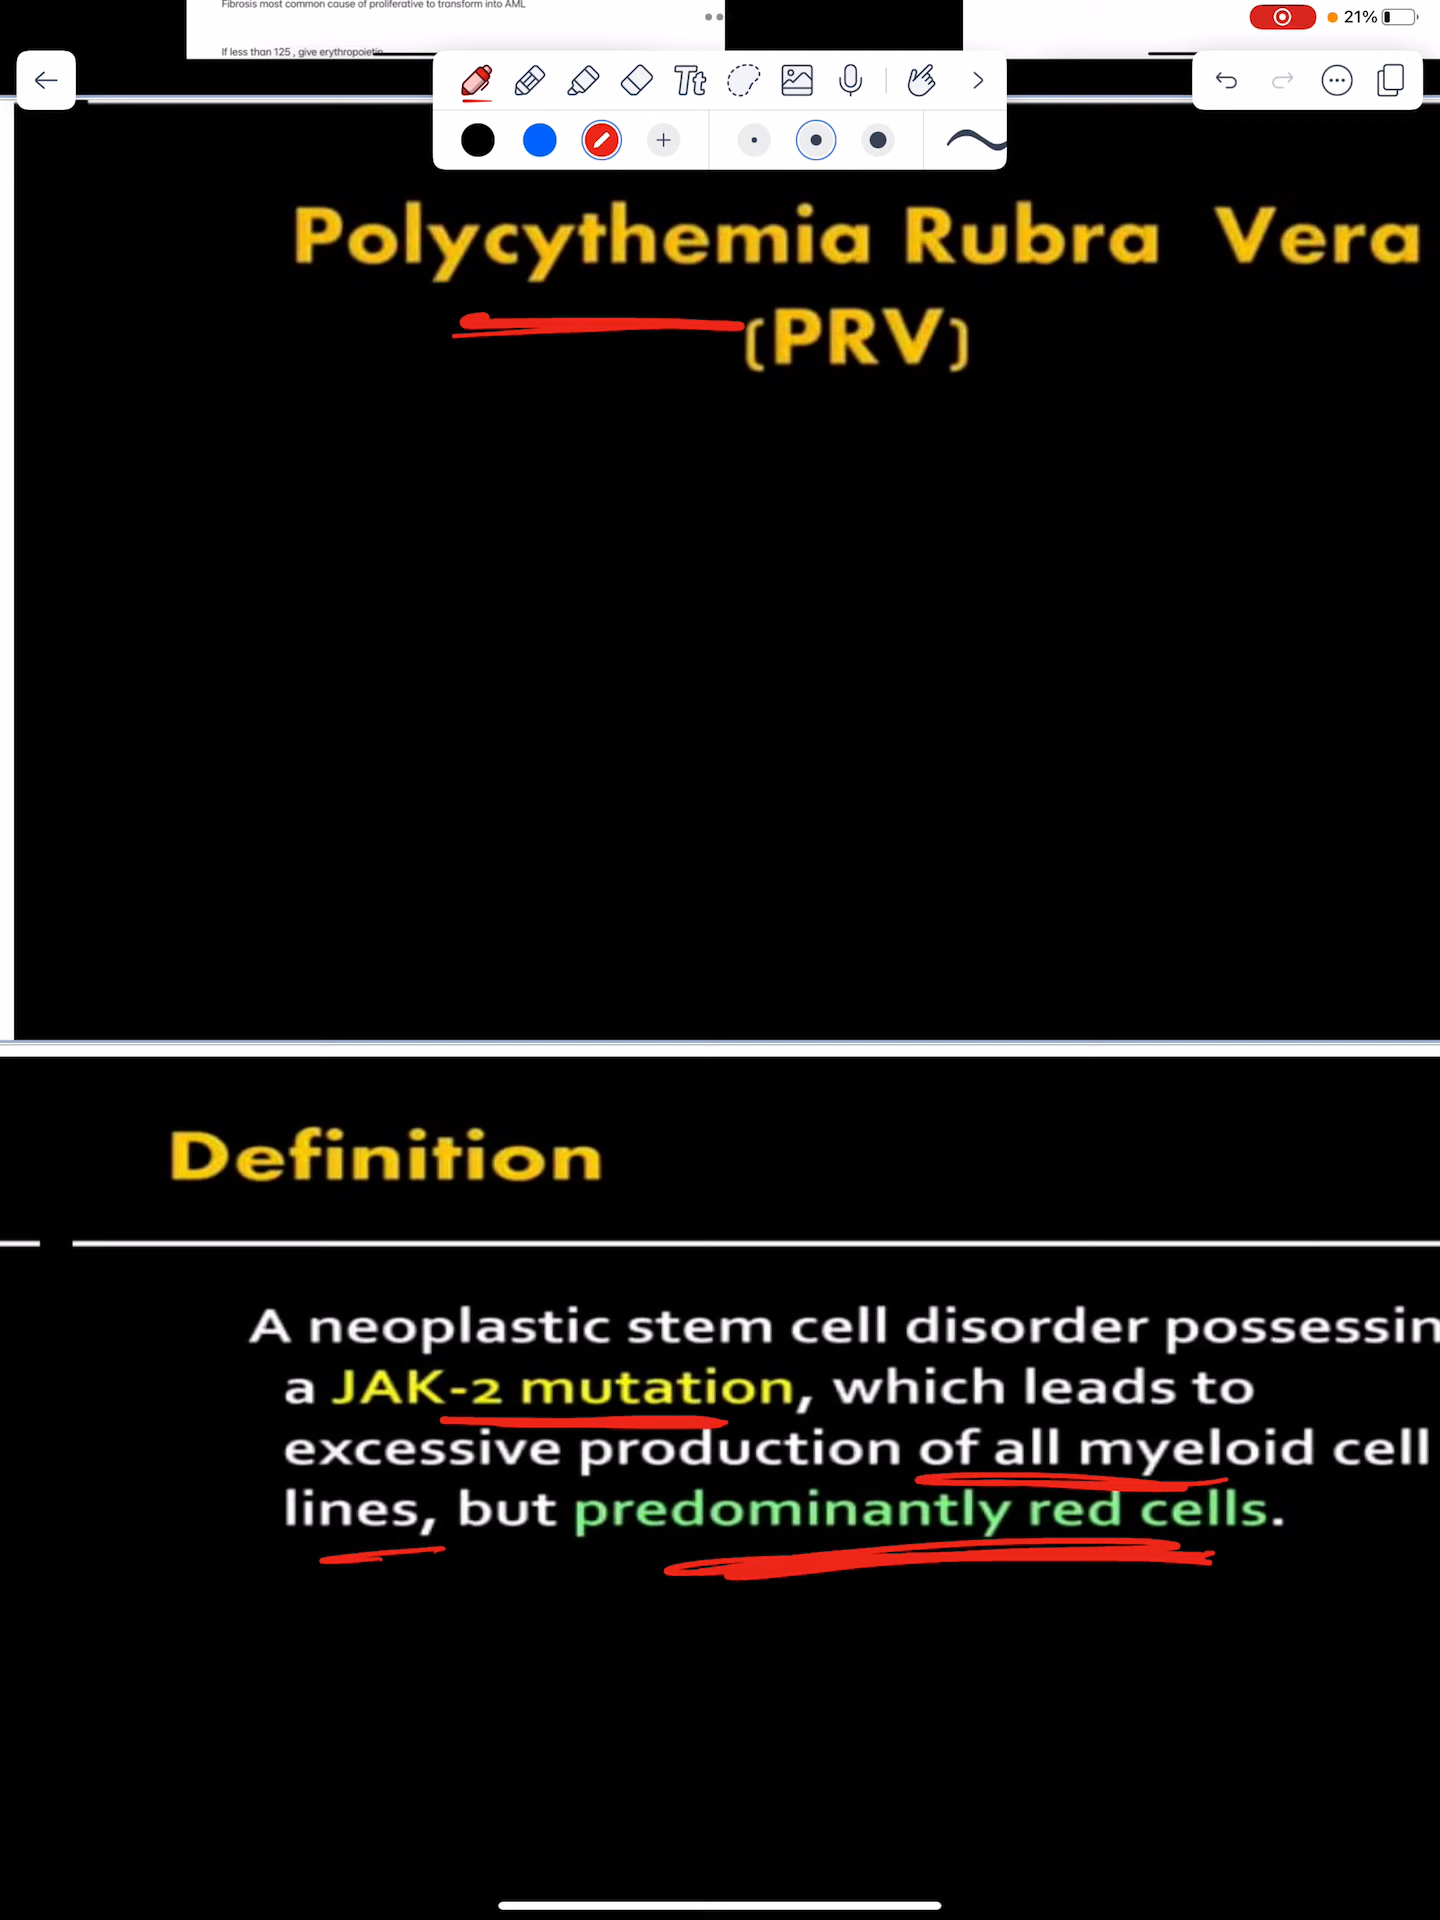 Fibrosis most common cause of proliferative to transform into AML
21%
If less than 125 , give erythropoietin
Tt
Polycythemia Rubra Vera
(PRV)
Definition
A neoplastic stem cell disorder possessin
a JAK-2 mutation, which leads to
excessive production of all myeloid cell
lines, but predominantly red cells.